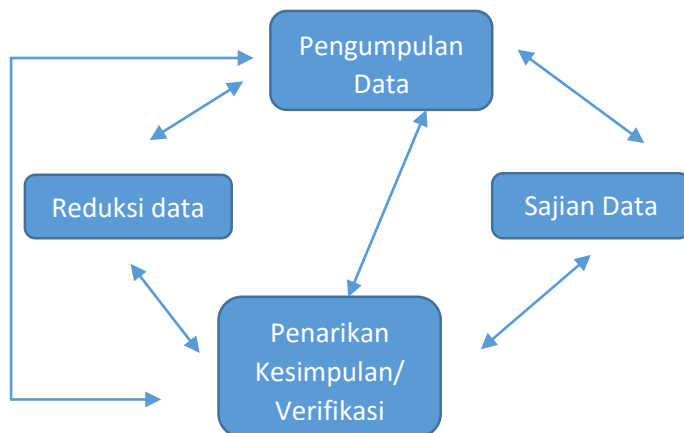 Pengumpulan
Data
Reduksi data
Sajian Data
Penarikan
Kesimpulan/
Verifikasi